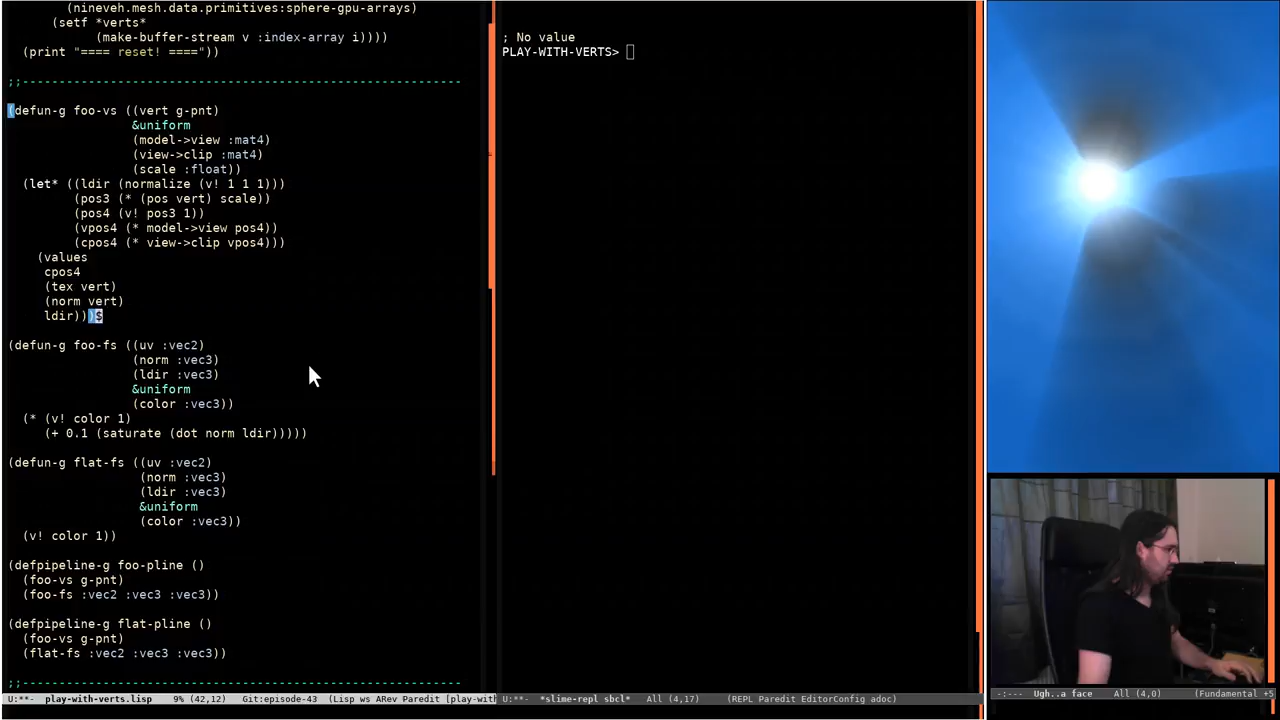 (nineveh.mesh.data.primitives:sphere-gpu-arrays)
(setf *verts*
(make-buffer-stream v :index-array i))))
(print "==== reset! ===="))
;;------------------------------------------------------------
(defun-g foo-vs ((vert g-pnt)
&uniform
(model->view :mat4)
(view->clip :mat4)
(scale :float))
(let* ((ldir (normalize (v! 1 1 1)))
(pos3 (* (pos vert) scale))
(pos4 (v! pos3 1))
(vpos4 (* model->view pos4))
(cpos4 (* view->clip vpos4)))
(values
cpos4
(tex vert)
(norm vert)
ldir)))$
(defun-g foo-fs ((uv :vec2)
(norm :vec3)
(ldir :vec3)
&uniform
(color :vec3))
(* (v! color 1)
(+ 0.1 (saturate (dot norm ldir)))))
(defun-g flat-fs ((uv :vec2)
(norm :vec3)
(ldir :vec3)
&uniform
(color :vec3))
(v! color 1))
(defpipeline-g foo-pline ()
(foo-vs g-pnt)
(foo-fs :vec2 :vec3 :vec3))
(defpipeline-g flat-pline ()
(foo-vs g-pnt)
(flat-fs :vec2 :vec3 :vec3))
;;------------------------------------------------------------
U:**- play-with-verts.lisp 9% (42,12) Git:episode-43 (Lisp ws ARev Paredit [play-with
; No value
PLAY-WITH-VERTS>
U:**- *slime-repl sbcl* All (4,17) (REPL Paredit EditorConfig adoc)
-:--- Ugh..a face All (4,0) (Fundamental +5